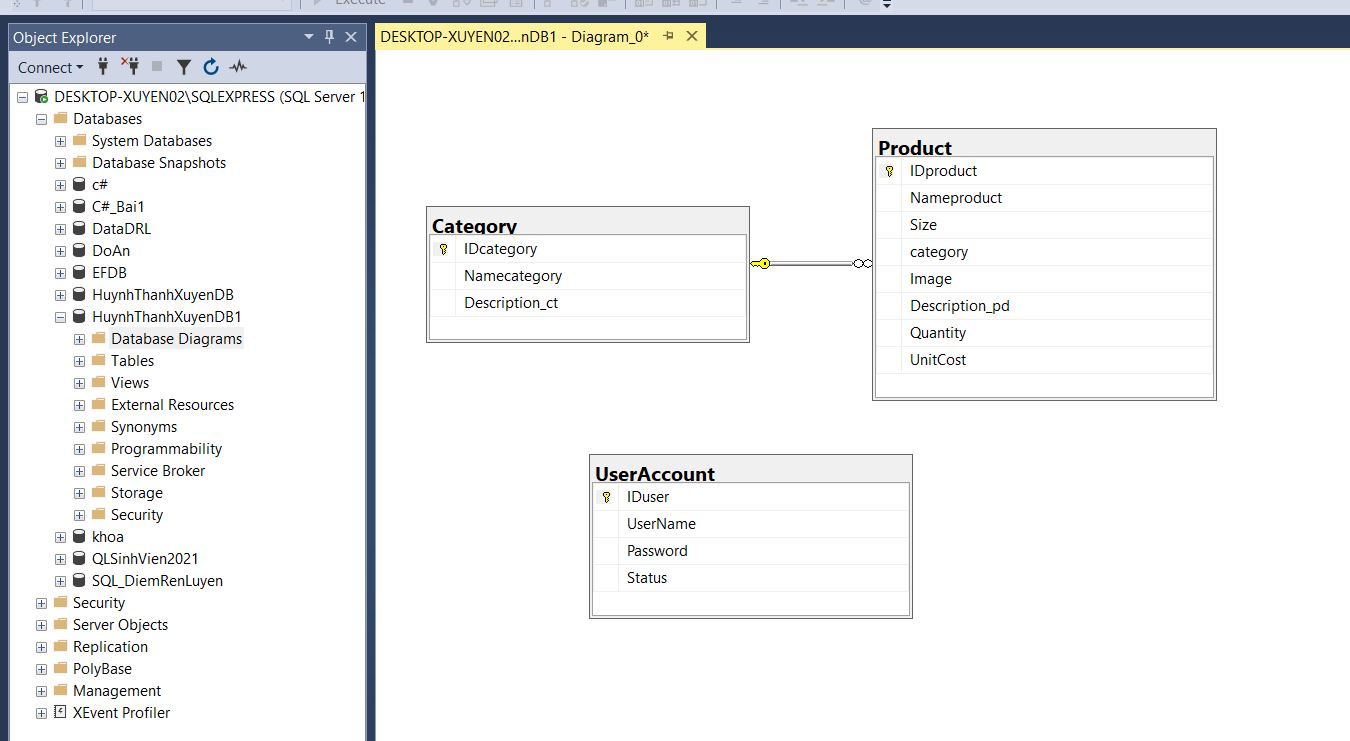 Execute
Object Explorer
Connect
DESKTOP-XUYEN02\SQLEXPRESS (SQL Server 1
Databases
System Databases
Database Snapshots
c#
C#_Bai1
DataDRL
DoAn
EFDB
HuynhThanhXuyenDB
HuynhThanhXuyenDB1
Database Diagrams
Tables
Views
External Resources
Synonyms
Programmability
Service Broker
Storage
Security
khoa
QLSinhVien2021
SQL_DiemRenLuyen
Security
Server Objects
Replication
PolyBase
Management
XEvent Profiler
DESKTOP-XUYEN02...nDB1 - Diagram_0*
Category
IDcategory
Namecategory
Description_ct
Product
IDproduct
Nameproduct
Size
category
Image
Description_pd
Quantity
UnitCost
UserAccount
IDuser
UserName
Password
Status